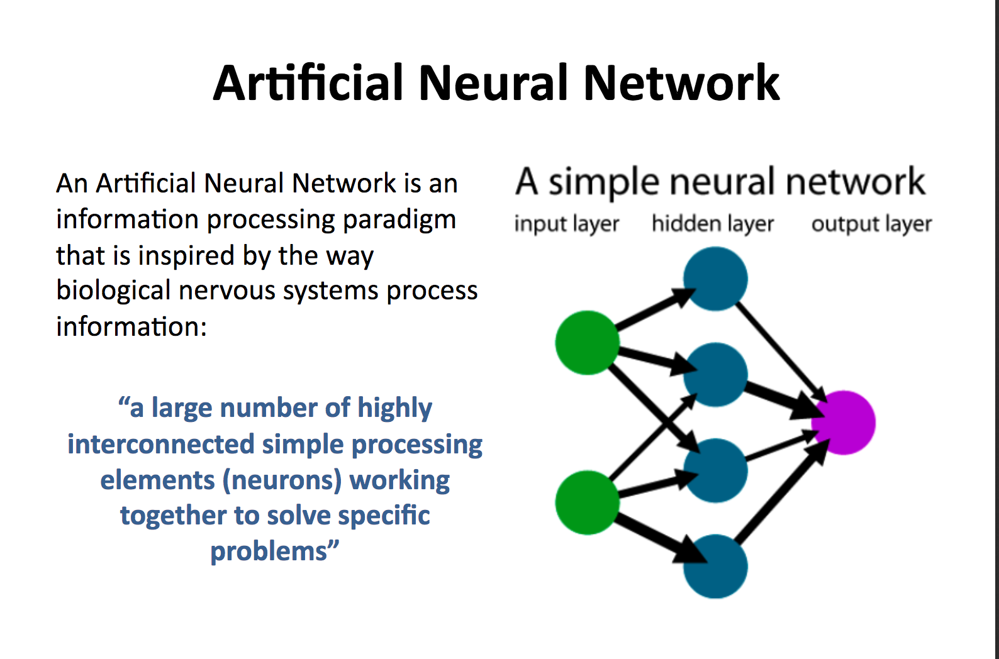 Artificial Neural Network
An Artificial Neural Network is an
information processing paradigm
that is inspired by the way
biological nervous systems process
information:
“a large number of highly
interconnected simple processing
elements (neurons) working
together to solve specific
problems”
A simple neural network
input layer hidden layer output layer